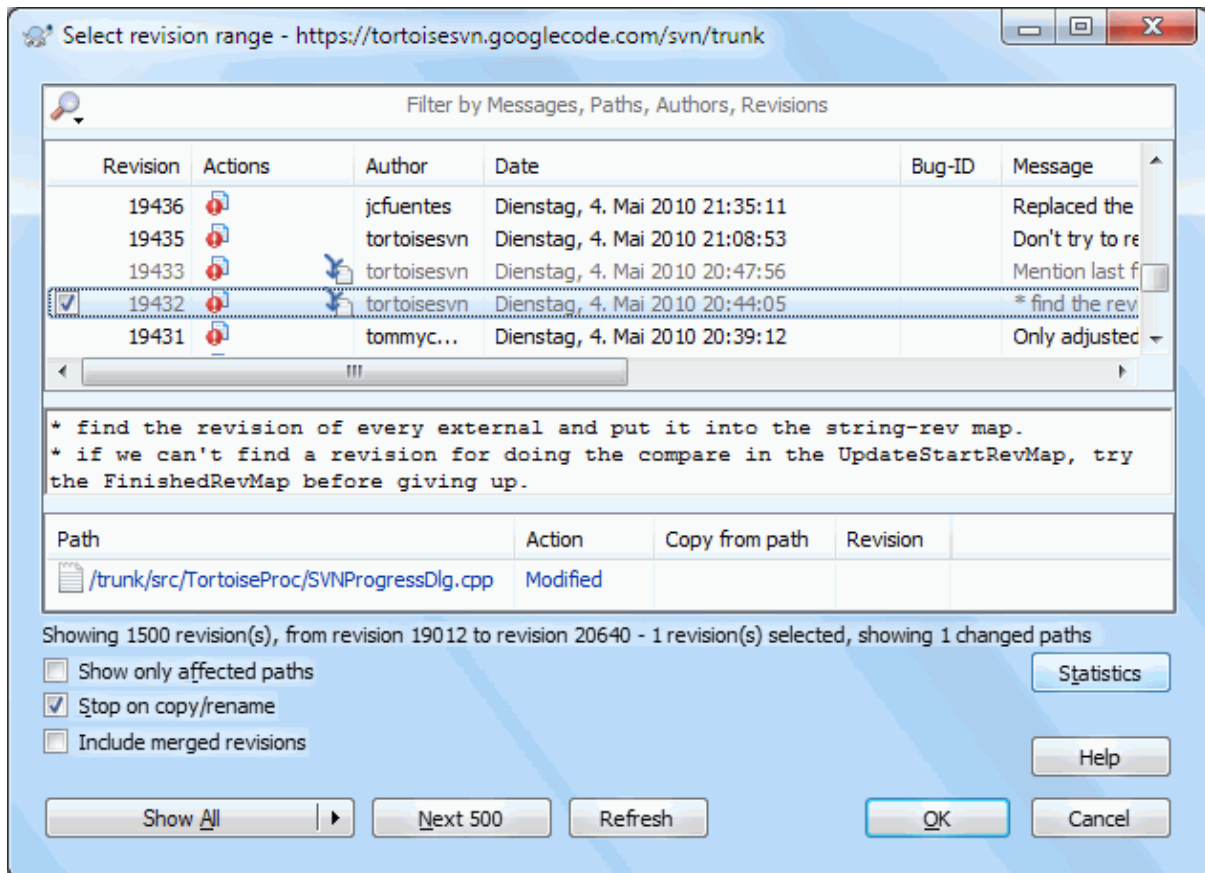 Select revision range - https://tortoisesvn.googlecode.com/svn/trunk
Filter by Messages, Paths, Authors, Revisions
Revision Actions Author Date Bug-ID Message
19436 jcfuentes Dienstag, 4. Mai 2010 21:35:11 Replaced the
19435 tortoisesvn Dienstag, 4. Mai 2010 21:08:53 Don't try to re
19433 tortoisesvn Dienstag, 4. Mai 2010 20:47:56 Mention last f
19432 tortoisesvn Dienstag, 4. Mai 2010 20:44:05 * find the rev
19431 tommyc... Dienstag, 4. Mai 2010 20:39:12 Only adjusted
* find the revision of every external and put it into the string-rev map.
* if we can't find a revision for doing the compare in the UpdateStartRevMap, try
the FinishedRevMap before giving up.
Path Action Copy from path Revision
/trunk/src/TortoiseProc/SVNProgressDlg.cpp Modified
Showing 1500 revision(s), from revision 19012 to revision 20640 - 1 revision(s) selected, showing 1 changed paths
Show only affected paths
Statistics
Stop on copy/rename
Include merged revisions
Help
Show All Next 500 Refresh OK Cancel